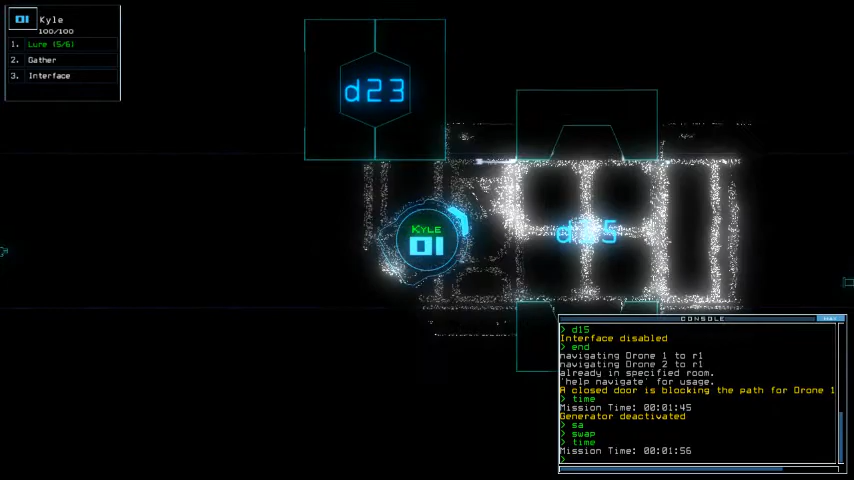 01 Kyle
100/100
1. Lure (5/6)
2. Gather
3. Interface
d23
KYLE
01
d15
CONSOLE
> d15
Interface disabled
> end
navigating Drone 1 to r1
navigating Drone 2 to r1
already in specified room.
'help navigate' for usage.
A closed door is blocking the path for Drone 1
> time
Mission Time: 00:01:45
Generator deactivated
> sa
> swap
> time
Mission Time: 00:01:56
>